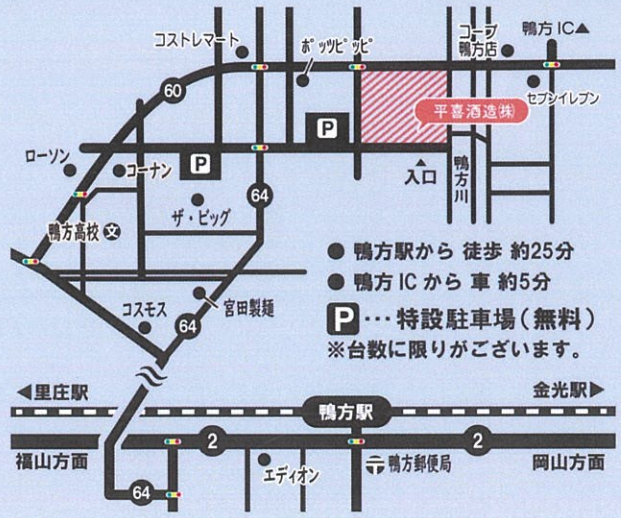 コープ
鴨方店
鴨方IC▲
コストレマート
ポッツピッピ
セブンイレブン
60
平喜酒造㈱
P
ローソン
コーナン
P
入口
鴨方川
64
鴨方高校 文
ザ・ビッグ
● 鴨方駅から 徒歩 約25分
● 鴨方 IC から 車 約5分
宮田製麺
コスモス
64
P …特設駐車場(無料)
※台数に限りがございます。
◀里庄駅
金光駅▶
鴨方駅
2
2
福山方面
エディオン
〒鴨方郵便局
岡山方面
64